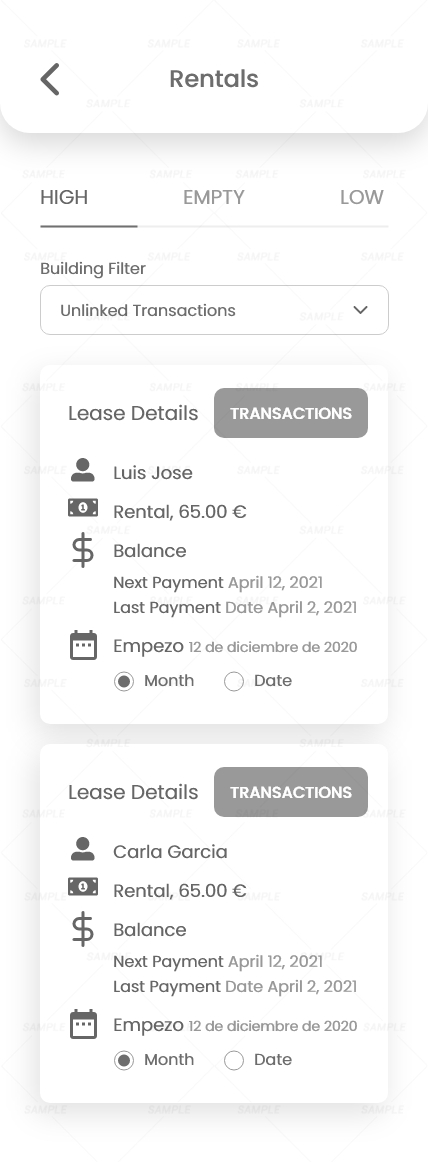 Rentals
HIGH EMPTY LOW
Building Filter
Unlinked Transactions
Lease Details TRANSACTIONS
Luis Jose
Rental, 65.00 €
Balance
Next Payment April 12, 2021
Last Payment Date April 2, 2021
Empezo 12 de diciembre de 2020
Month Date
Lease Details TRANSACTIONS
Carla Garcia
Rental, 65.00 €
Balance
Next Payment April 12, 2021
Last Payment Date April 2, 2021
Empezo 12 de diciembre de 2020
Month Date
SAMPLE